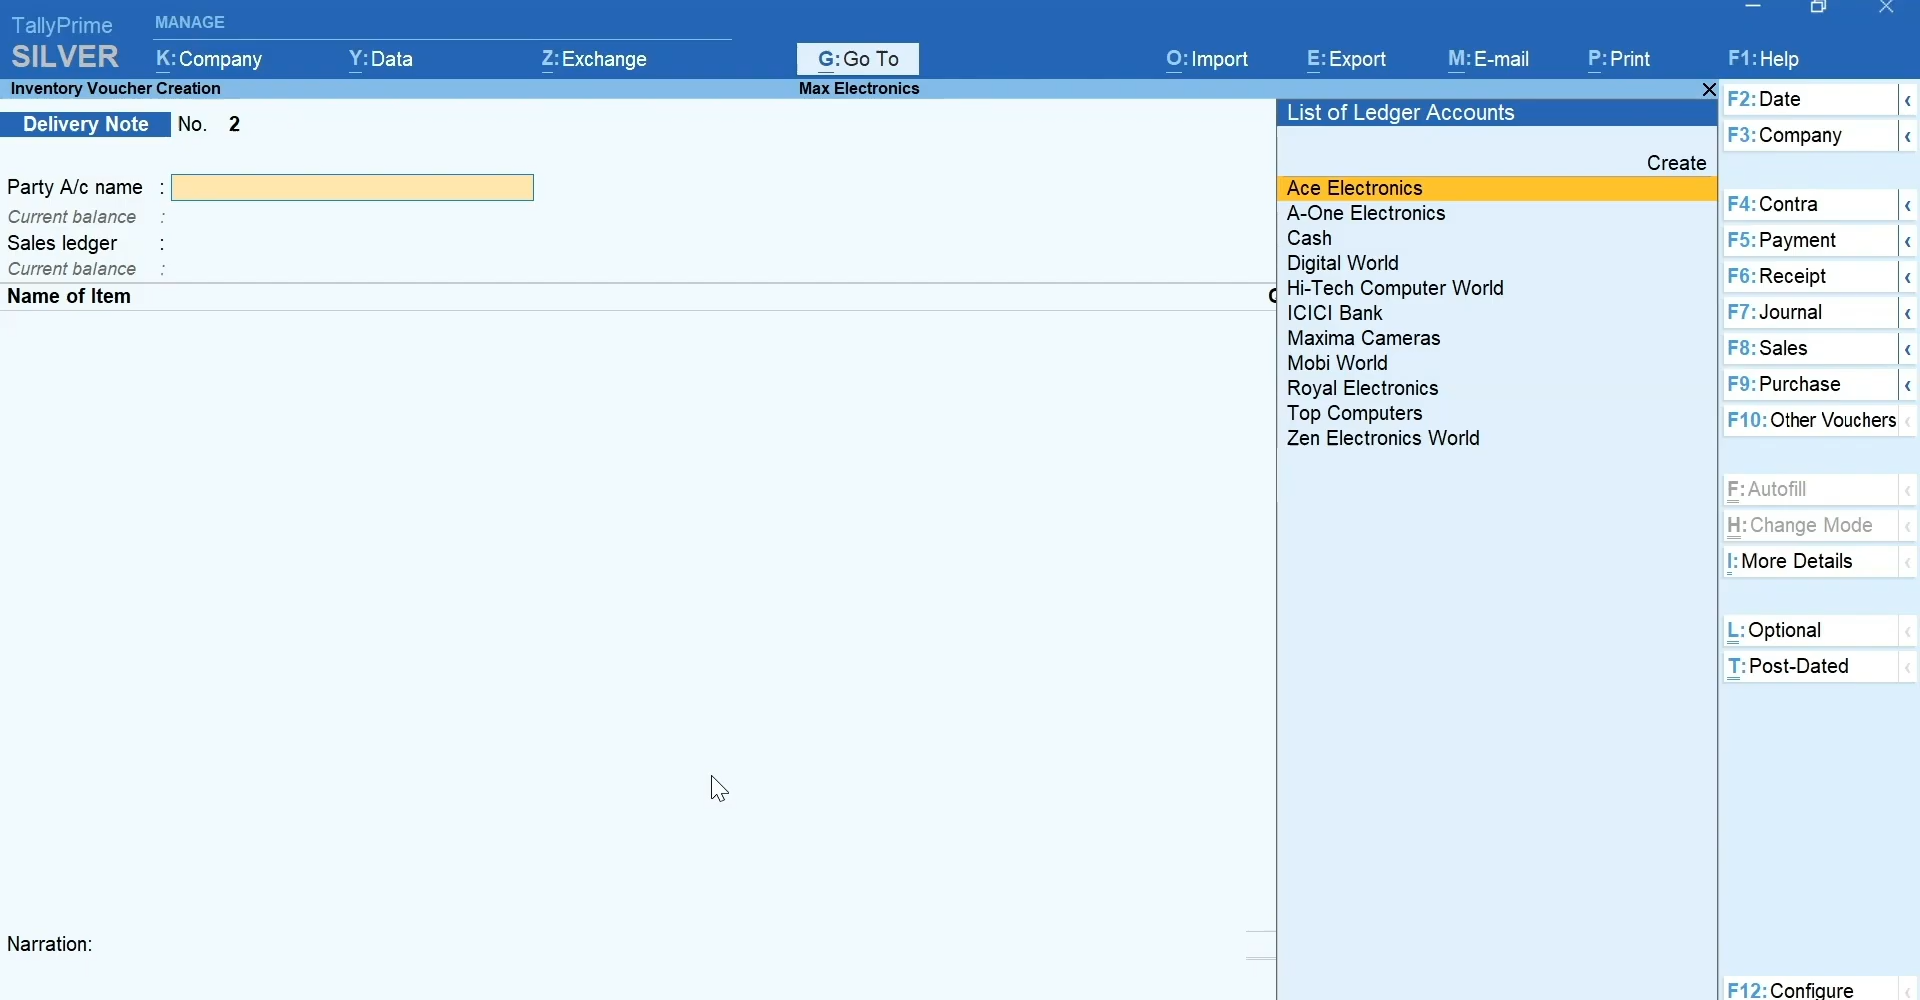 TallyPrime
MANAGE
SILVER
K: Company
Y: Data
Z: Exchange
G: Go To
O: Import
E: Export
M: E-mail
P: Print
F1: Help
Inventory Voucher Creation
Max Electronics
Delivery Note No. 2
Party A/c name :
Current balance :
Sales ledger :
Current balance :
Name of Item
Narration:
List of Ledger Accounts
Create
Ace Electronics
A-One Electronics
Cash
Digital World
Hi-Tech Computer World
ICICI Bank
Maxima Cameras
Mobi World
Royal Electronics
Top Computers
Zen Electronics World
F2: Date
F3: Company
F4: Contra
F5: Payment
F6: Receipt
F7: Journal
F8: Sales
F9: Purchase
F10: Other Vouchers
F: Autofill
H: Change Mode
I: More Details
L: Optional
T: Post-Dated
F12: Configure